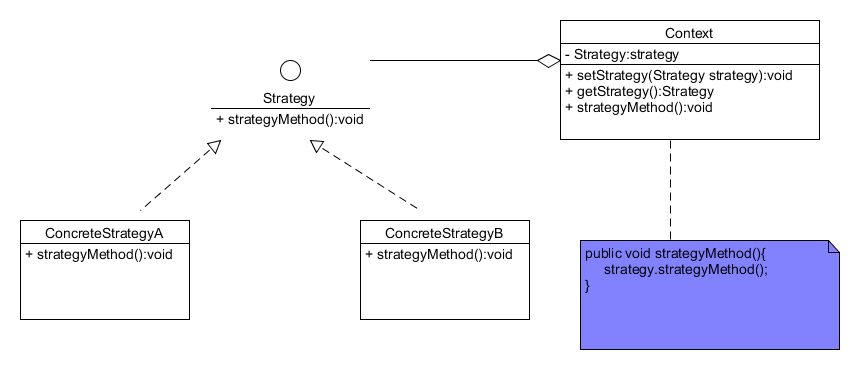 Context
- Strategy:strategy
+ setStrategy(Strategy strategy):void
+ getStrategy():Strategy
+ strategyMethod():void
Strategy
+ strategyMethod():void
ConcreteStrategyA
+ strategyMethod():void
ConcreteStrategyB
+ strategyMethod():void
public void strategyMethod(){
strategy.strategyMethod();
}